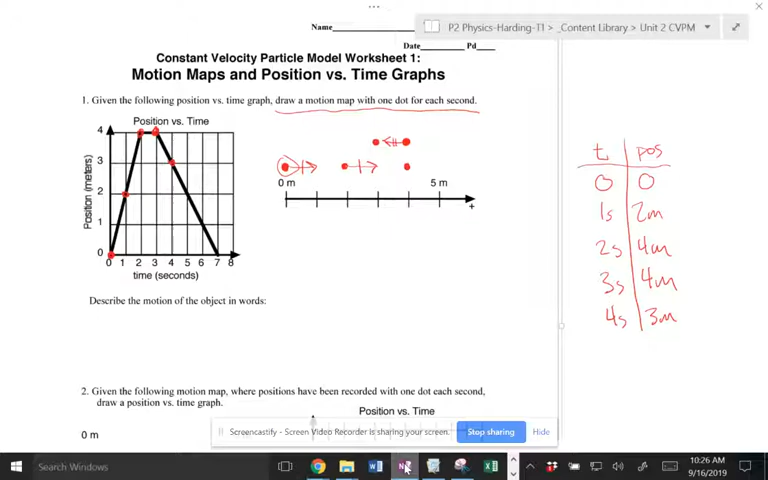 P2 Physics-Harding-T1 > _Content Library > Unit 2 CVPM
Name
Date Pd
Constant Velocity Particle Model Worksheet 1:
Motion Maps and Position vs. Time Graphs
1. Given the following position vs. time graph, draw a motion map with one dot for each second.
Position vs. Time
Position (meters)
4
3
2
1
0
0 1 2 3 4 5 6 7 8
time (seconds)
0 m 5 m
+
t pos
0 0
1s 2m
2s 4m
3s 4m
4s 3m
Describe the motion of the object in words:
2. Given the following motion map, where positions have been recorded with one dot each second,
draw a position vs. time graph.
Position vs. Time
0 m
Screencastify - Screen Video Recorder is sharing your screen. Stop sharing Hide
Search Windows
10:26 AM
9/16/2019